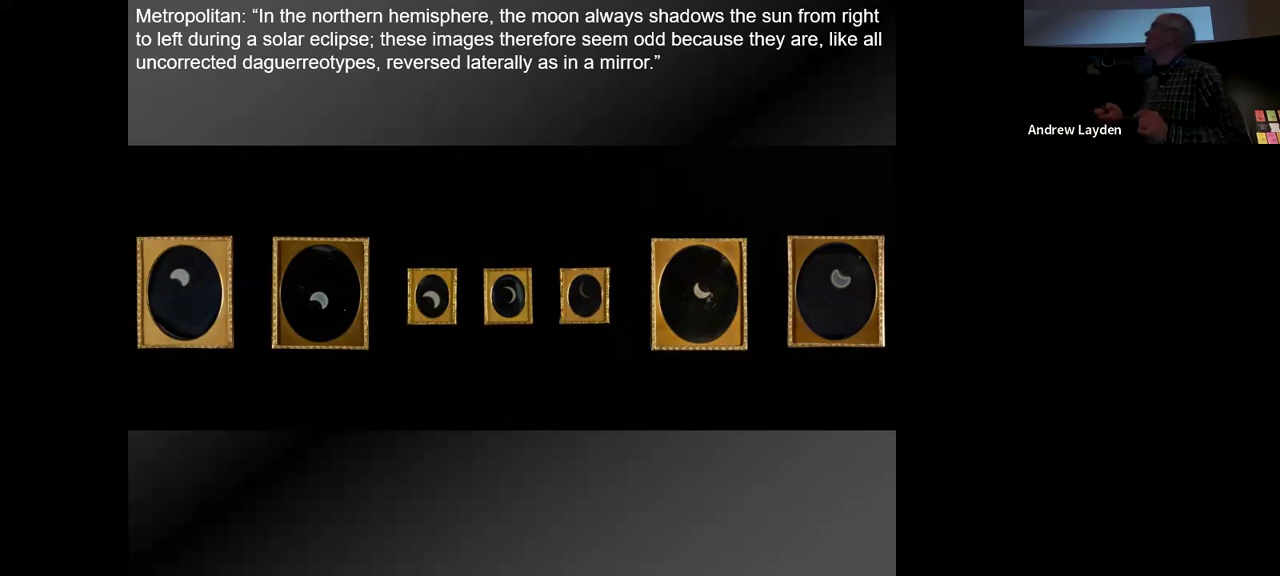 Metropolitan: “In the northern hemisphere, the moon always shadows the sun from right
to left during a solar eclipse; these images therefore seem odd because they are, like all
uncorrected daguerreotypes, reversed laterally as in a mirror.”
Andrew Layden